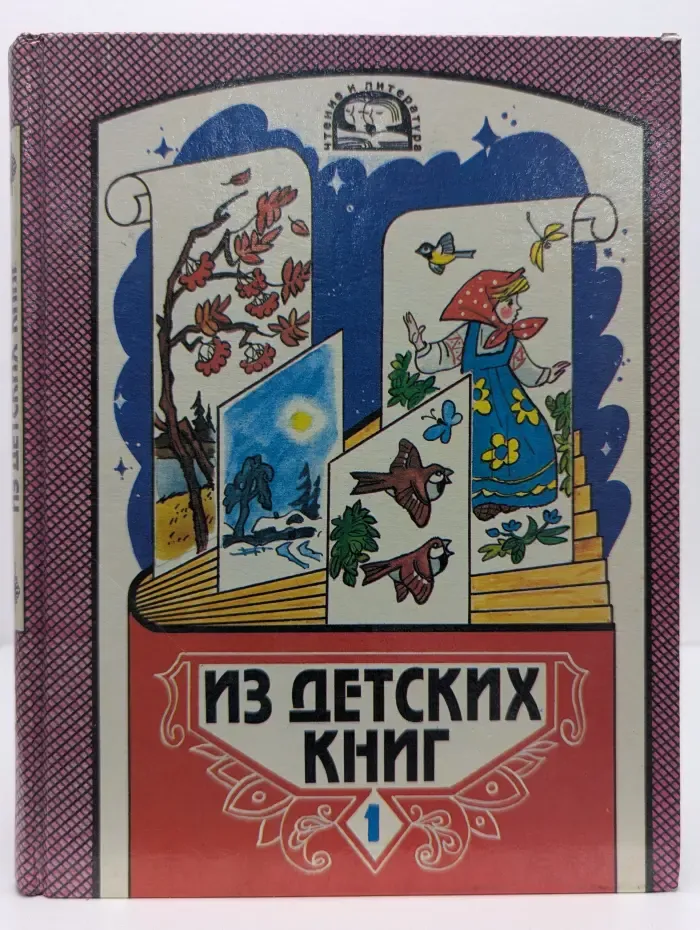 чтение и литература
ИЗ ДЕТСКИХ
КНИГ
1
ИЗ ДЕТСКИХ КНИГ